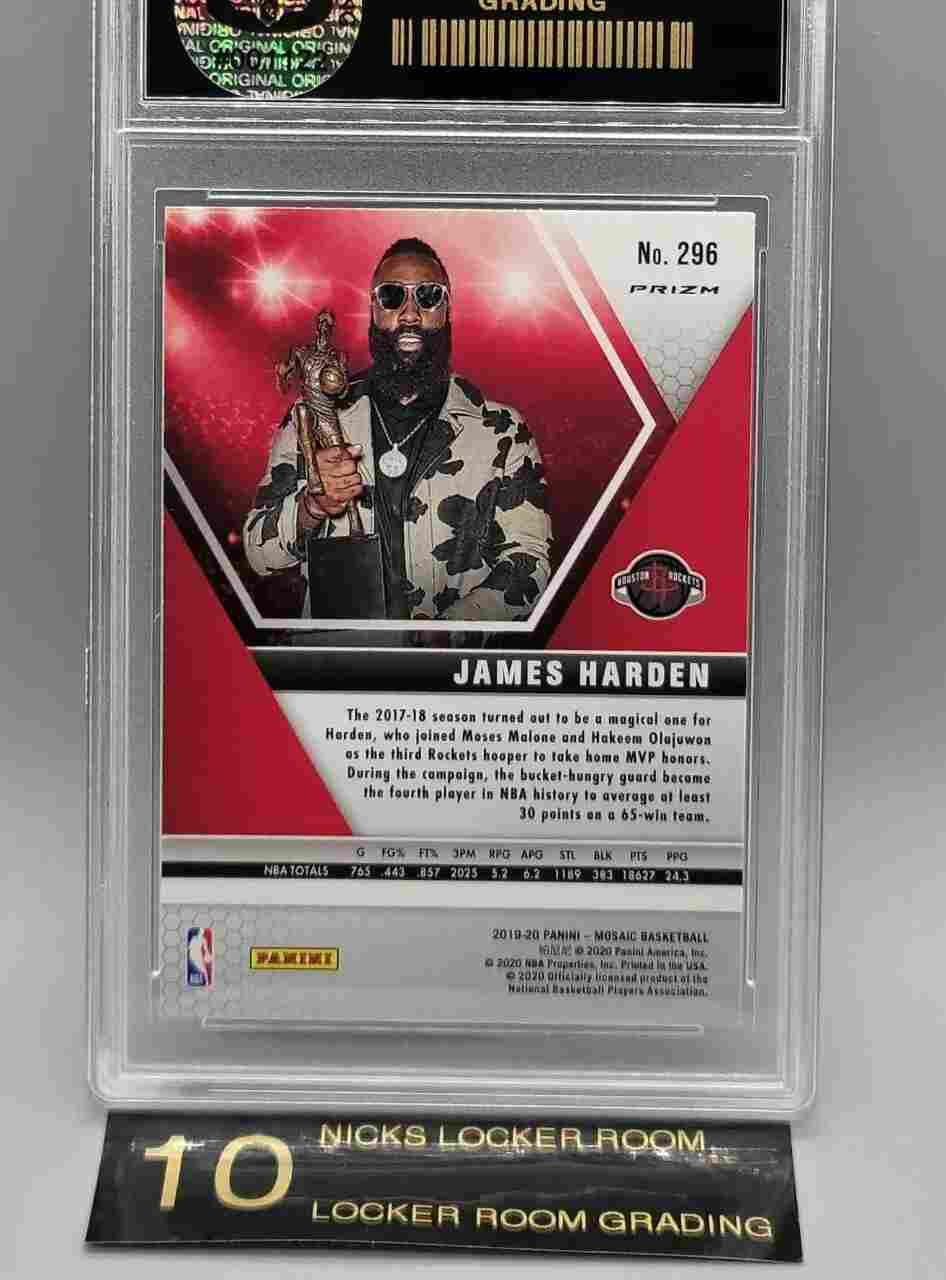 GRADING
ORIGINAL
No. 296
PRIZM
HOUSTON ROCKETS
JAMES HARDEN
The 2017-18 season turned out to be a magical one for
Harden, who joined Moses Malone and Hakeem Olajuwon
as the third Rockets hooper to take home MVP honors.
During the campaign, the bucket-hungry guard became
the fourth player in NBA history to average at least
30 points on a 65-win team.
G FG% FT% 3PM RPG APG STL BLK PTS PPG
NBA TOTALS 765 .443 .857 2025 5.2 6.2 1189 383 18627 24.3
2019-20 PANINI – MOSAIC BASKETBALL
帕尼尼 © 2020 Panini America, Inc.
© 2020 NBA Properties, Inc. Printed in the USA.
© 2020 Officially licensed product of the
National Basketball Players Association.
NBA
PANINI
10
NICKS LOCKER ROOM
LOCKER ROOM GRADING